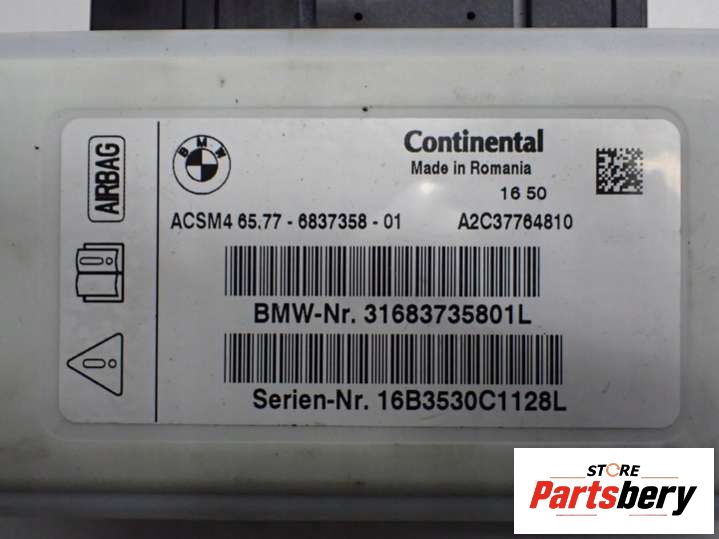 AIRBAG
BMW
Continental
Made in Romania
16 50
ACSM4 65.77 - 6837358 - 01 A2C37764810
BMW-Nr. 31683735801L
Serien-Nr. 16B3530C1128L
STORE
Partsbery